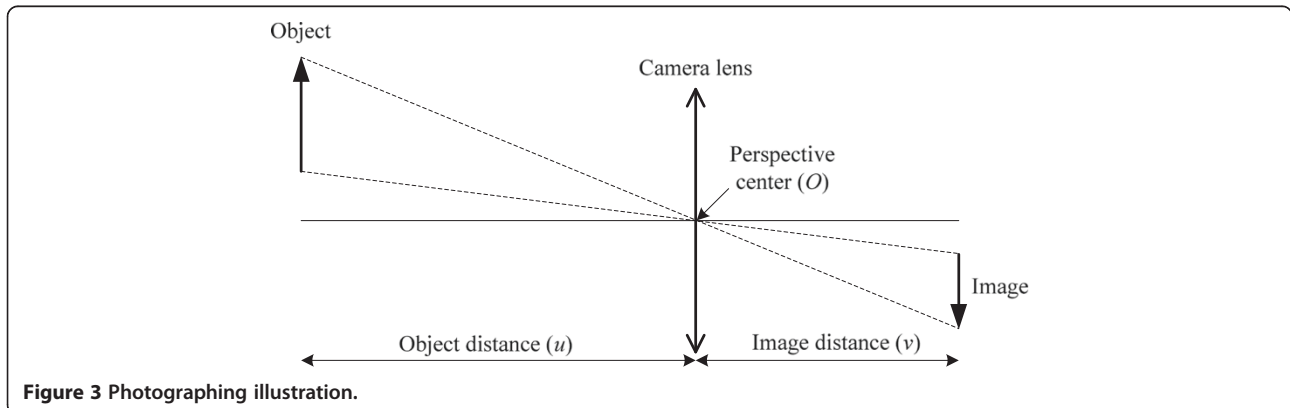 Object
Camera lens
Perspective
center (O)
Image
Object distance (u)
Image distance (v)
Figure 3 Photographing illustration.